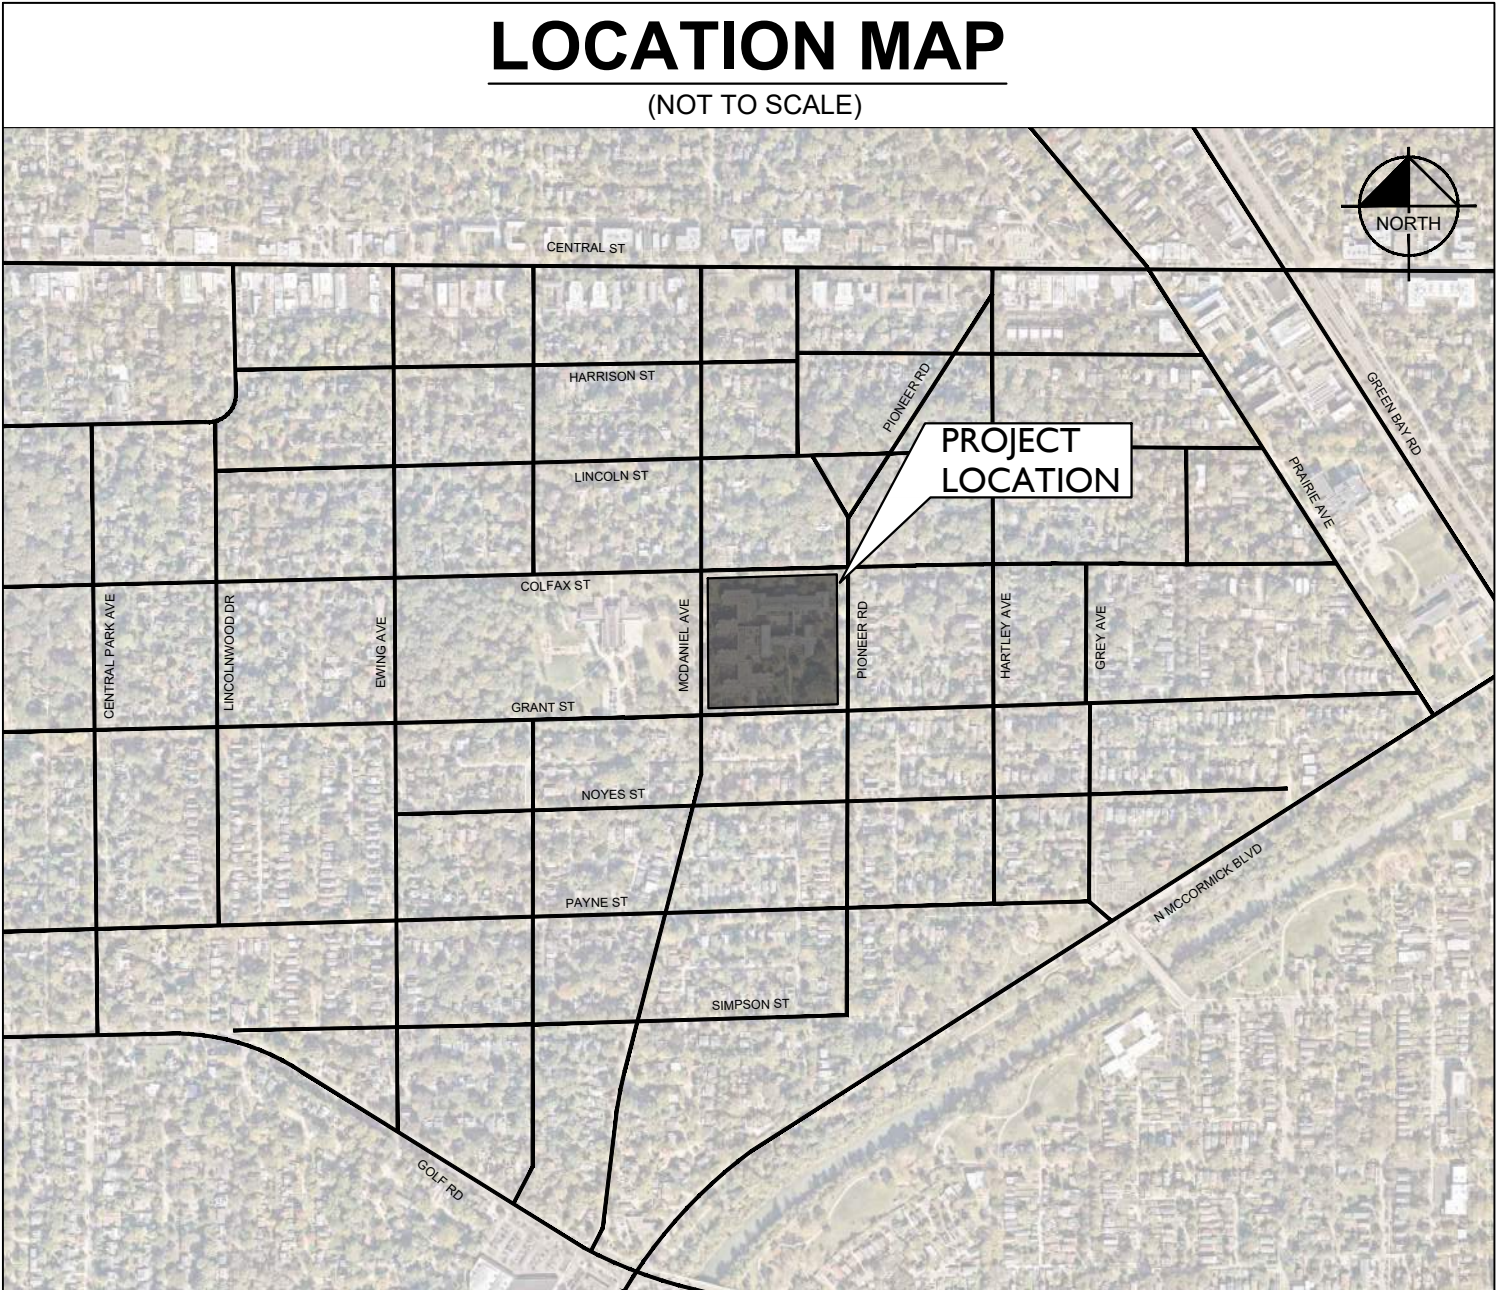 LOCATION MAP
(NOT TO SCALE)
NORTH
CENTRAL ST
HARRISON ST
PIONEER RD
GREEN BAY RD
PROJECT
LOCATION
LINCOLN ST
PRAIRIE AVE
COLFAX ST
CENTRAL PARK AVE
LINCOLNWOOD DR
EWING AVE
MCDANIEL AVE
PIONEER RD
HARTLEY AVE
GREY AVE
GRANT ST
NOYES ST
PAYNE ST
N MCCORMICK BLVD
SIMPSON ST
GOLF RD